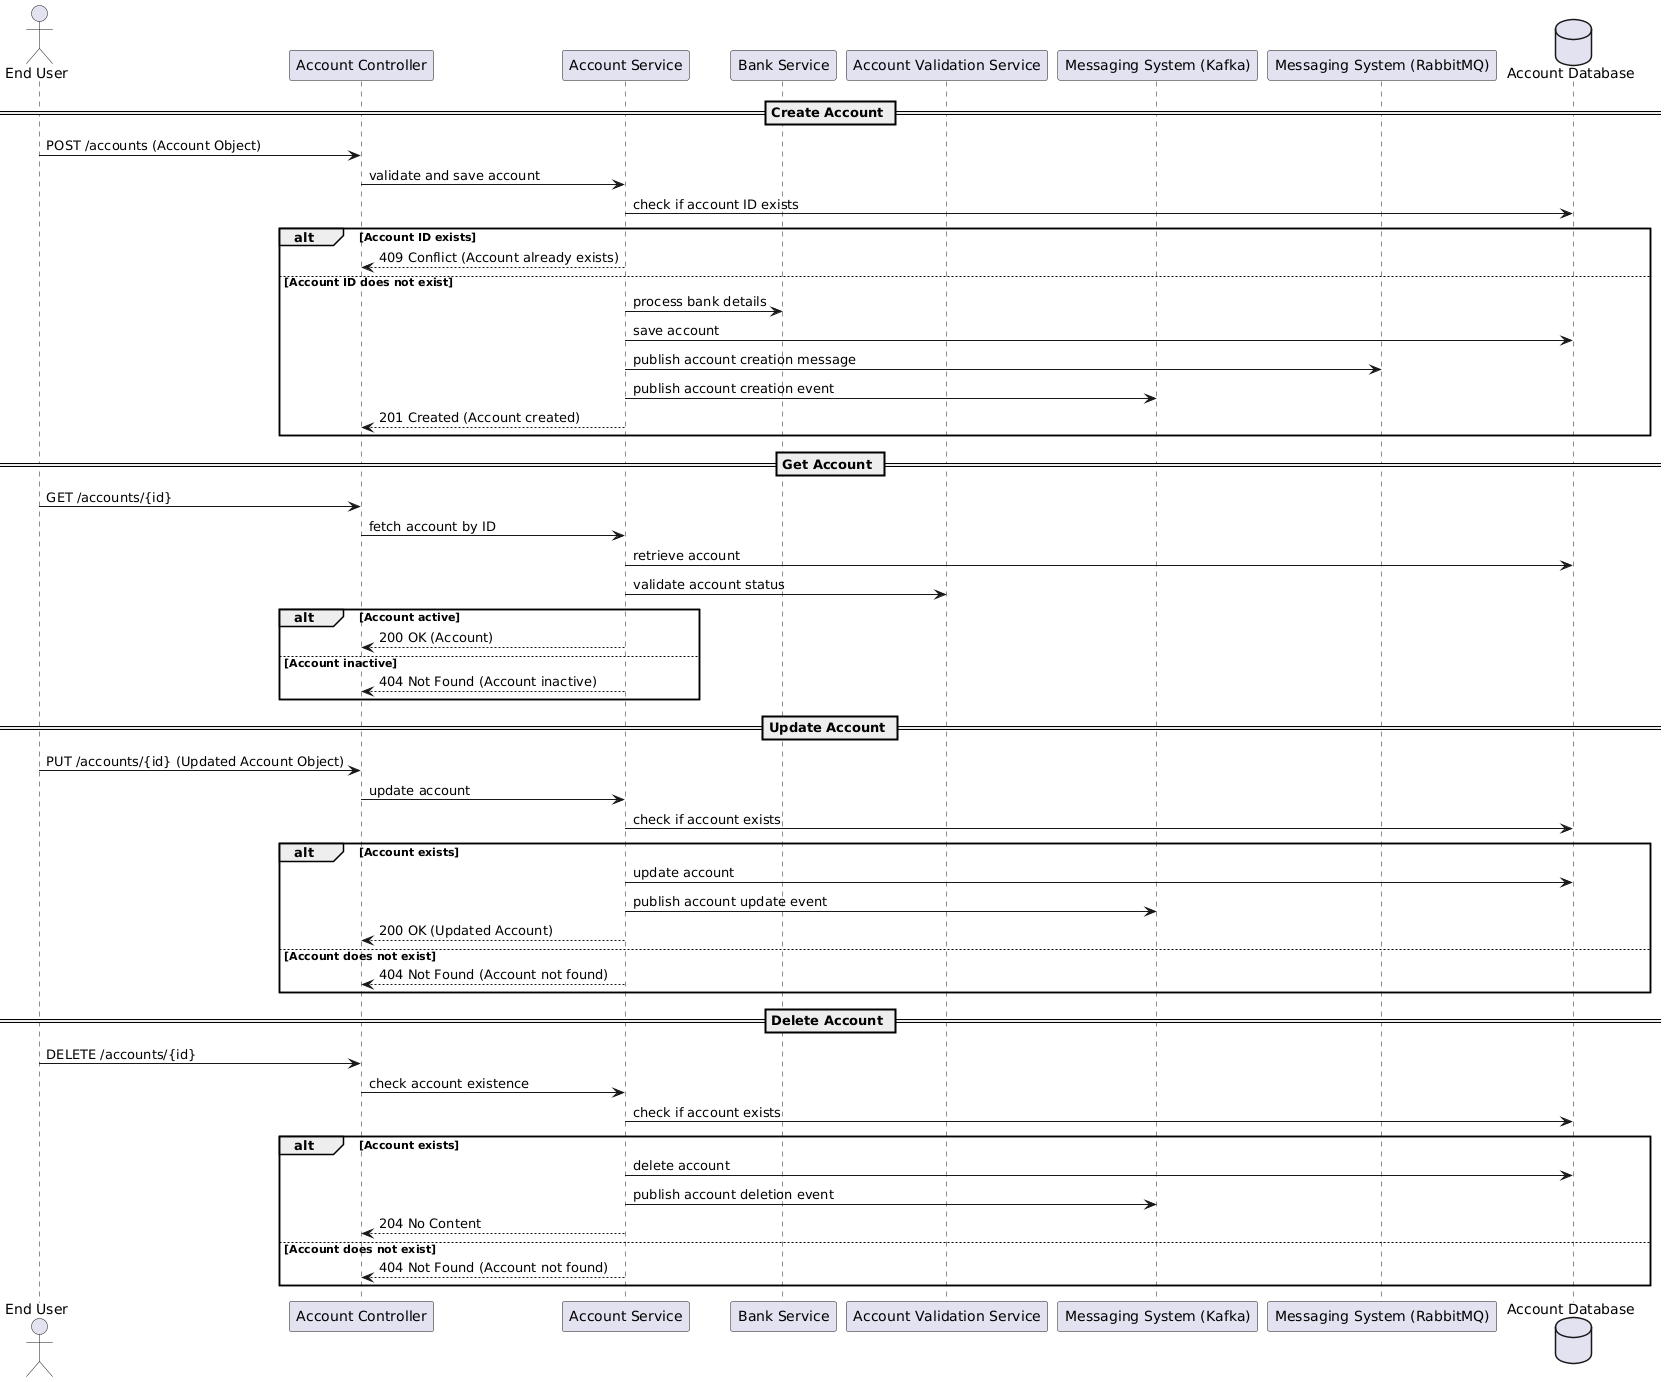 End User
Account Controller
Account Service
Bank Service
Account Validation Service
Messaging System (Kafka)
Messaging System (RabbitMQ)
Account Database
Create Account
POST /accounts (Account Object)
validate and save account
check if account ID exists
alt [Account ID exists]
409 Conflict (Account already exists)
[Account ID does not exist]
process bank details
save account
publish account creation message
publish account creation event
201 Created (Account created)
Get Account
GET /accounts/{id}
fetch account by ID
retrieve account
validate account status
alt [Account active]
200 OK (Account)
[Account inactive]
404 Not Found (Account inactive)
Update Account
PUT /accounts/{id} (Updated Account Object)
update account
check if account exists
alt [Account exists]
update account
publish account update event
200 OK (Updated Account)
[Account does not exist]
404 Not Found (Account not found)
Delete Account
DELETE /accounts/{id}
check account existence
check if account exists
alt [Account exists]
delete account
publish account deletion event
204 No Content
[Account does not exist]
404 Not Found (Account not found)
End User
Account Controller
Account Service
Bank Service
Account Validation Service
Messaging System (Kafka)
Messaging System (RabbitMQ)
Account Database